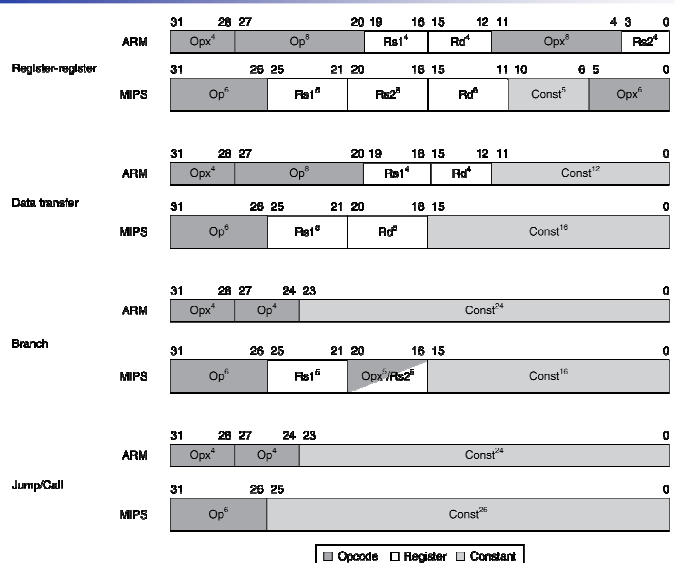 31 28 27 20 19 16 15 12 11 4 3 0
ARM Opx⁴ Op⁸ Rs1⁴ Rd⁴ Opx⁸ Rs2⁴
Register-register
31 26 25 21 20 16 15 11 10 6 5 0
MIPS Op⁶ Rs1⁵ Rs2⁵ Rd⁵ Const⁵ Opx⁶
31 28 27 20 19 16 15 12 11 0
ARM Opx⁴ Op⁸ Rs1⁴ Rd⁴ Const¹²
Data transfer
31 26 25 21 20 16 15 0
MIPS Op⁶ Rs1⁵ Rd⁵ Const¹⁶
31 28 27 24 23 0
ARM Opx⁴ Op⁴ Const²⁴
Branch
31 26 25 21 20 16 15 0
MIPS Op⁶ Rs1⁵ Opx⁵/Rs2⁵ Const¹⁶
31 28 27 24 23 0
ARM Opx⁴ Op⁴ Const²⁴
Jump/Call
31 26 25 0
MIPS Op⁶ Const²⁶
Opcode Register Constant